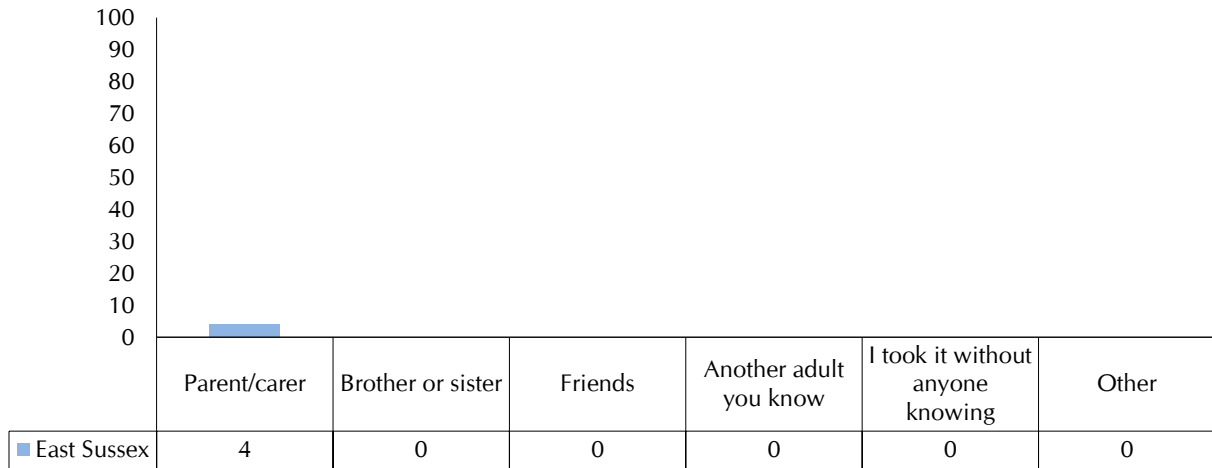 100
90
80
70
60
50
40
30
20
10
0
Parent/carer
Brother or sister
Friends
Another adult
you know
I took it without
anyone
knowing
Other
East Sussex 4 0 0 0 0 0